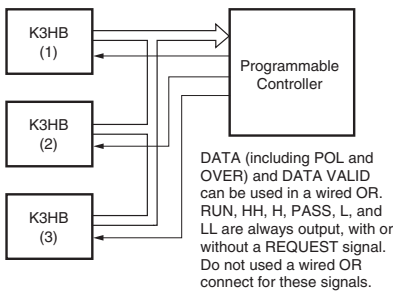 K3HB
(1)
K3HB
(2)
K3HB
(3)
Programmable
Controller
DATA (including POL and
OVER) and DATA VALID
can be used in a wired OR.
RUN, HH, H, PASS, L, and
LL are always output, with or
without a REQUEST signal.
Do not used a wired OR
connect for these signals.